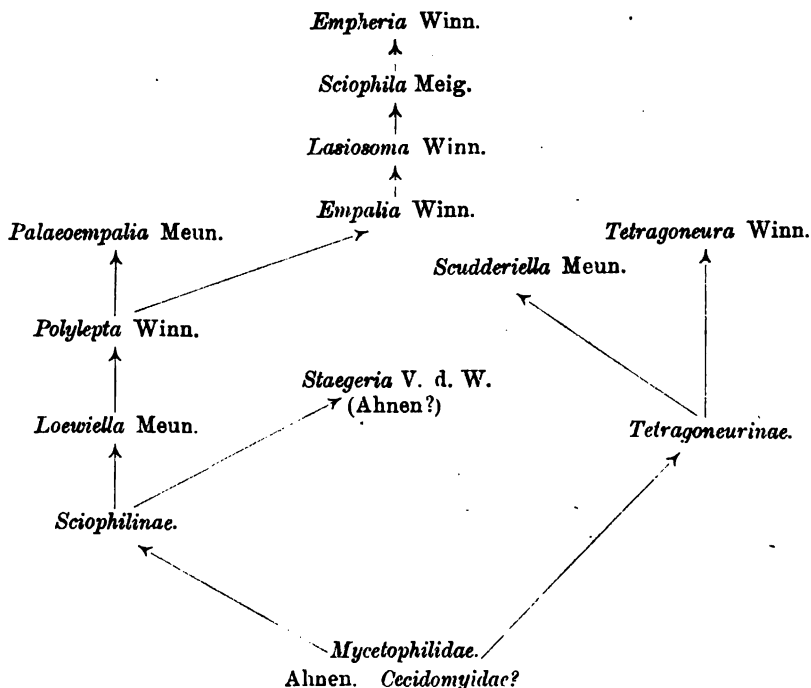 Empheria Winn.
Sciophila Meig.
Lasiosoma Winn.
Empalia Winn.
Palaeoempalia Meun.
Tetragoneura Winn.
Scudderiella Meun.
Polylepta Winn.
Staegeria V. d. W.
(Ahnen?)
Loewiella Meun.
Tetragoneurinae.
Sciophilinae.
Mycetophilidae.
Ahnen. Cecidomyidae?